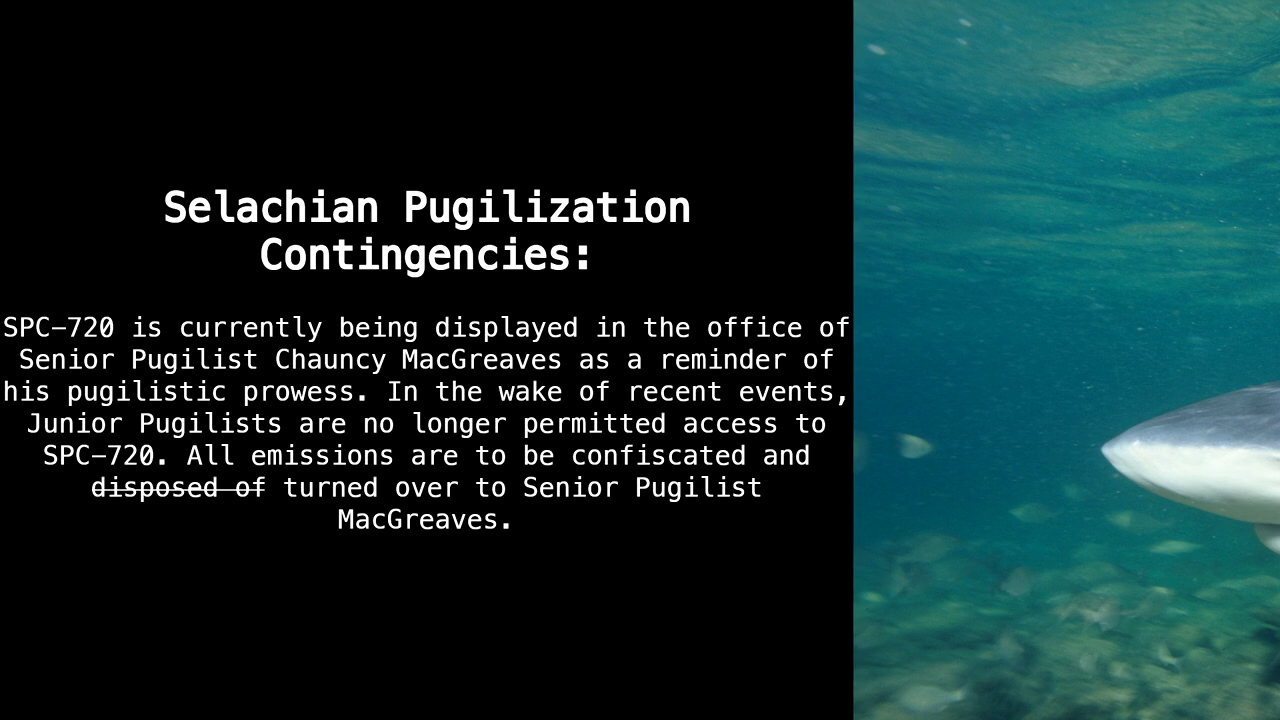 Selachian Pugilization
Contingencies:
SPC-720 is currently being displayed in the office of
Senior Pugilist Chauncy MacGreaves as a reminder of
his pugilistic prowess. In the wake of recent events,
Junior Pugilists are no longer permitted access to
SPC-720. All emissions are to be confiscated and
disposed of turned over to Senior Pugilist
MacGreaves.